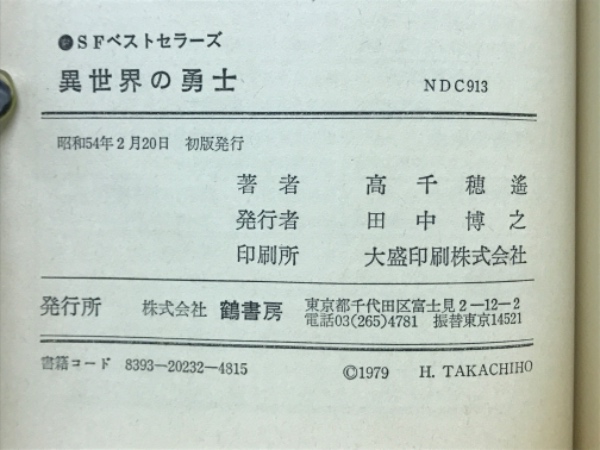 SFベストセラーズ
異世界の勇士 NDC913
昭和54年2月20日 初版発行
著者 高千穂遙
発行者 田中博之
印刷所 大盛印刷株式会社
発行所 株式会社 鶴書房 東京都千代田区富士見2-12-2
電話03(265)4781 振替東京14521
書籍コード 8393-20232-4815 ©1979 H. TAKACHIHO